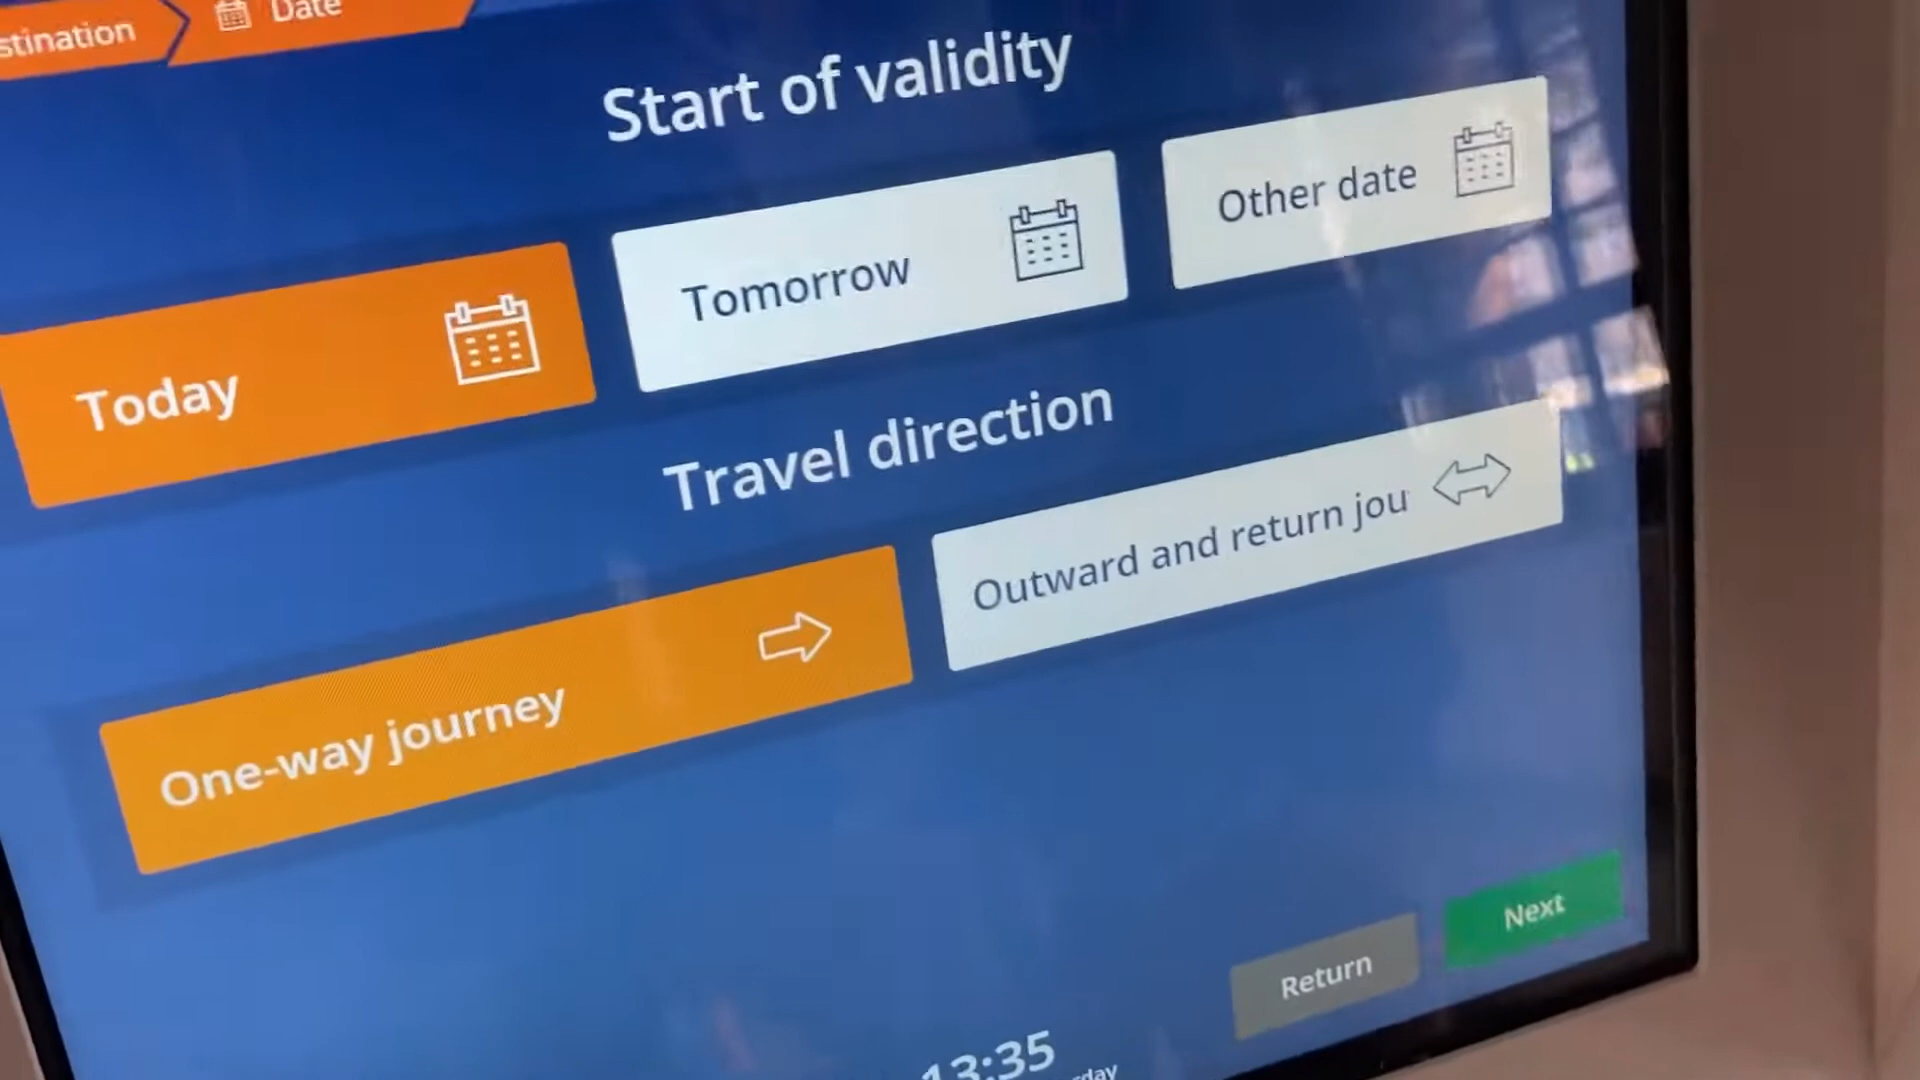 Date
Start of validity
Today
Tomorrow
Other date
Travel direction
One-way journey
Outward and return jou
Return
Next
13:35